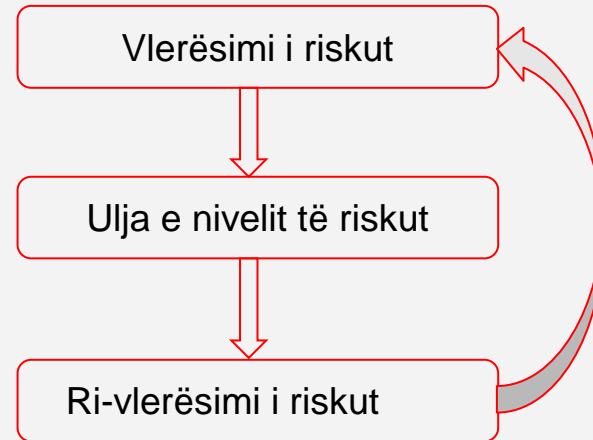 Vlerësimi i riskut
Ulja e nivelit të riskut
Ri-vlerësimi i riskut